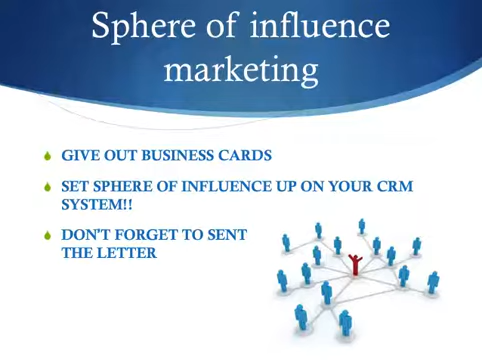 Sphere of influence
marketing
GIVE OUT BUSINESS CARDS
SET SPHERE OF INFLUENCE UP ON YOUR CRM
SYSTEM!!
DON'T FORGET TO SENT
THE LETTER